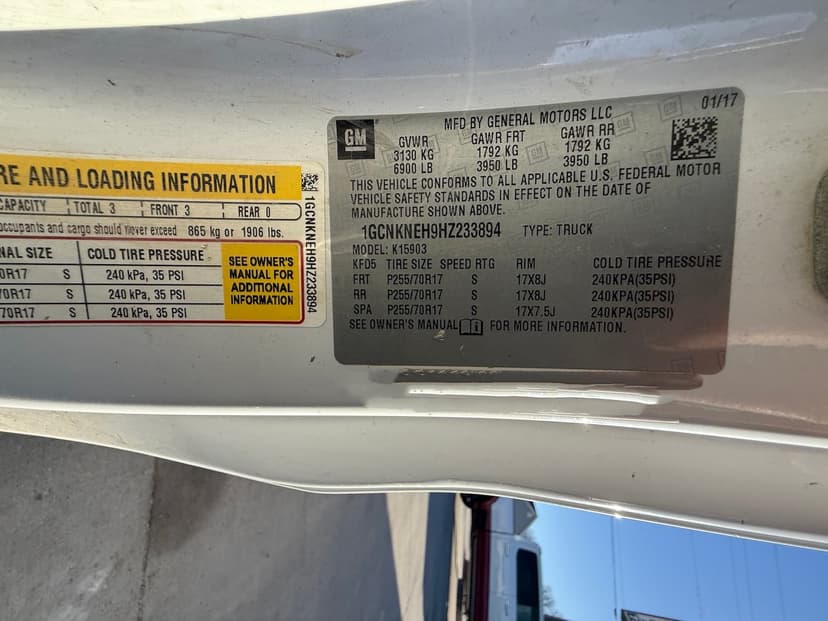 RE AND LOADING INFORMATION
CAPACITY TOTAL 3 FRONT 3 REAR 0
occupants and cargo should never exceed 865 kg or 1906 lbs.
NAL SIZE COLD TIRE PRESSURE
70R17 S 240 kPa, 35 PSI
70R17 S 240 kPa, 35 PSI
70R17 S 240 kPa, 35 PSI
SEE OWNER'S
MANUAL FOR
ADDITIONAL
INFORMATION
1GCNKNEH9HZ233894
GM
MFD BY GENERAL MOTORS LLC 01/17
GVWR GAWR FRT GAWR RR
3130 KG 1792 KG 1792 KG
6900 LB 3950 LB 3950 LB
THIS VEHICLE CONFORMS TO ALL APPLICABLE U.S. FEDERAL MOTOR
VEHICLE SAFETY STANDARDS IN EFFECT ON THE DATE OF
MANUFACTURE SHOWN ABOVE.
1GCNKNEH9HZ233894 TYPE: TRUCK
MODEL: K15903
KFD5 TIRE SIZE SPEED RTG RIM COLD TIRE PRESSURE
FRT P255/70R17 S 17X8J 240KPA(35PSI)
RR P255/70R17 S 17X8J 240KPA(35PSI)
SPA P255/70R17 S 17X7.5J 240KPA(35PSI)
SEE OWNER'S MANUAL FOR MORE INFORMATION.